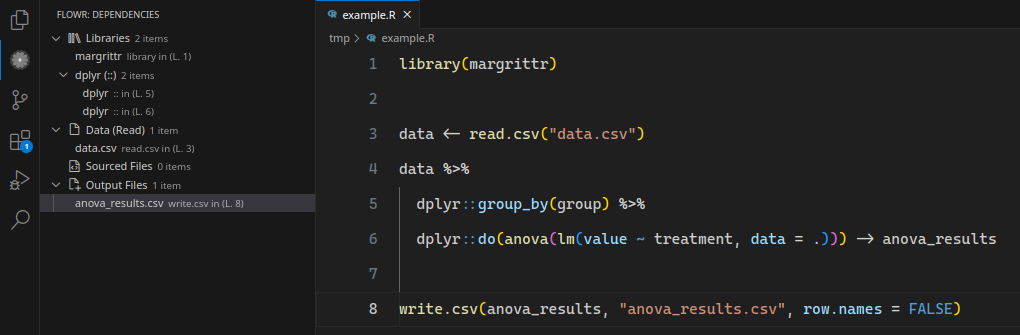 FLOWR: DEPENDENCIES
Libraries 2 items
margrittr library in (L. 1)
dplyr (::) 2 items
dplyr :: in (L. 5)
dplyr :: in (L. 6)
Data (Read) 1 item
data.csv read.csv in (L. 3)
Sourced Files 0 items
Output Files 1 item
anova_results.csv write.csv in (L. 8)
1
example.R
tmp > example.R
1 library(margrittr)
2
3 data <- read.csv("data.csv")
4 data %>%
5 dplyr::group_by(group) %>%
6 dplyr::do(anova(lm(value ~ treatment, data = .))) -> anova_results
7
8 write.csv(anova_results, "anova_results.csv", row.names = FALSE)